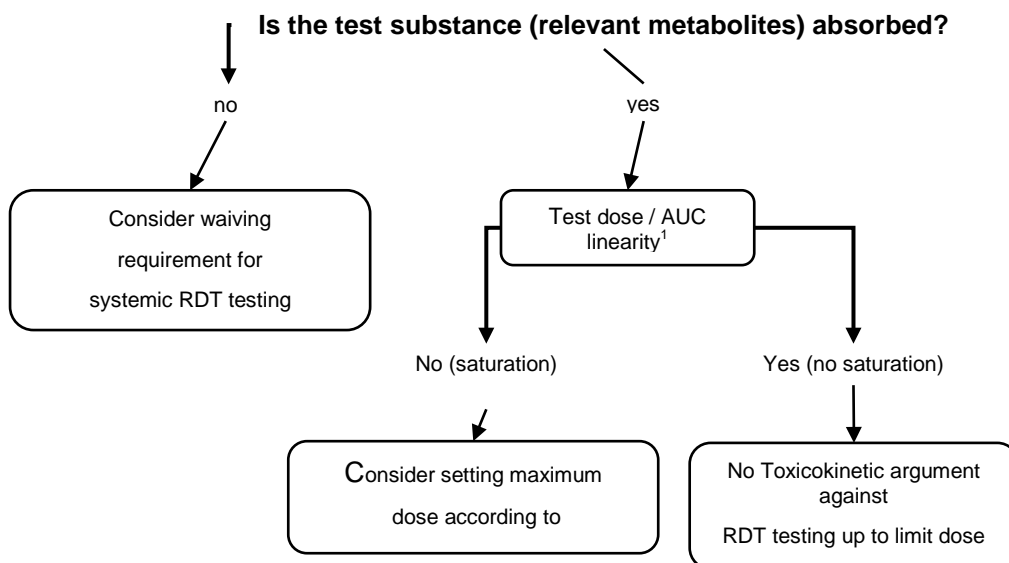 Is the test substance (relevant metabolites) absorbed?
no
yes
Consider waiving
requirement for
systemic RDT testing
Test dose / AUC
linearity¹
No (saturation)
Yes (no saturation)
Consider setting maximum
dose according to
No Toxicokinetic argument
against
RDT testing up to limit dose